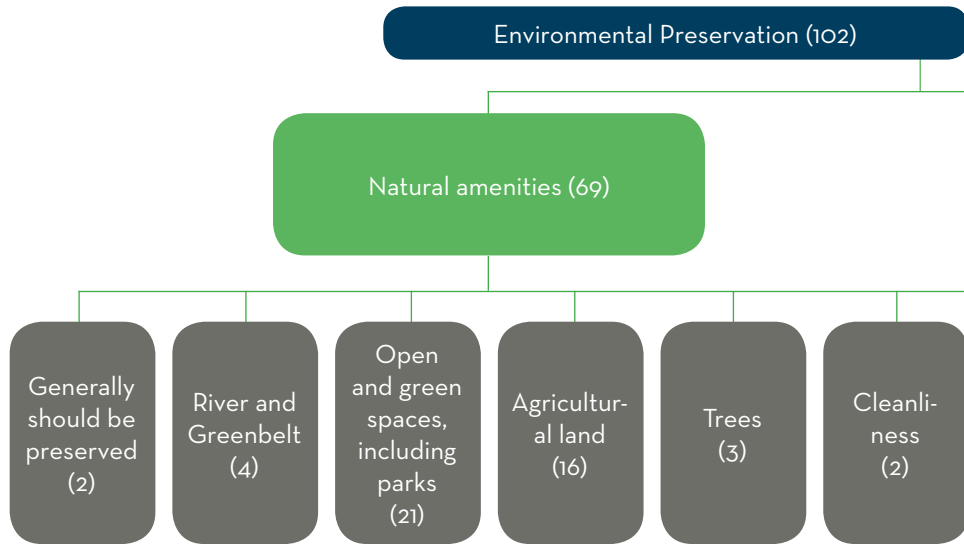 Environmental Preservation (102)
Natural amenities (69)
Generally
should be
preserved
(2)
River and
Greenbelt
(4)
Open
and green
spaces,
including
parks
(21)
Agricultur-
al land
(16)
Trees
(3)
Cleanli-
ness
(2)